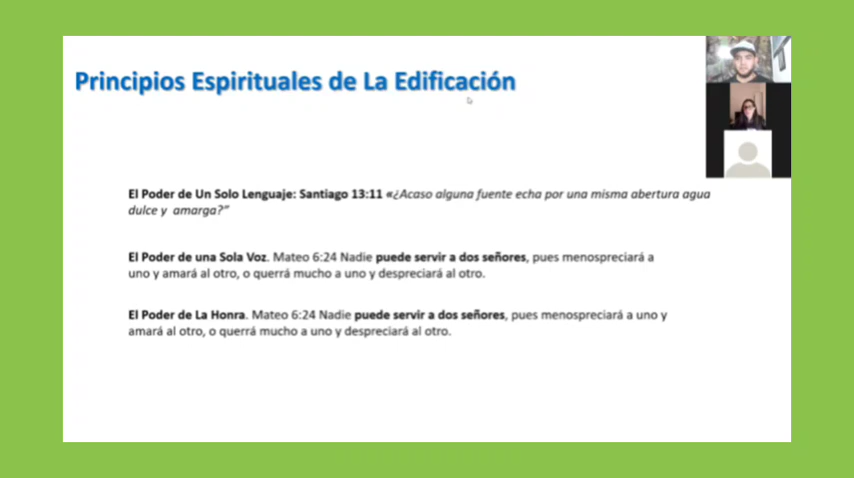 Principios Espirituales de La Edificación
El Poder de Un Solo Lenguaje: Santiago 13:11 «¿Acaso alguna fuente echa por una misma abertura agua
dulce y amarga?”
El Poder de una Sola Voz. Mateo 6:24 Nadie puede servir a dos señores, pues menospreciará a
uno y amará al otro, o querrá mucho a uno y despreciará al otro.
El Poder de La Honra. Mateo 6:24 Nadie puede servir a dos señores, pues menospreciará a uno y
amará al otro, o querrá mucho a uno y despreciará al otro.